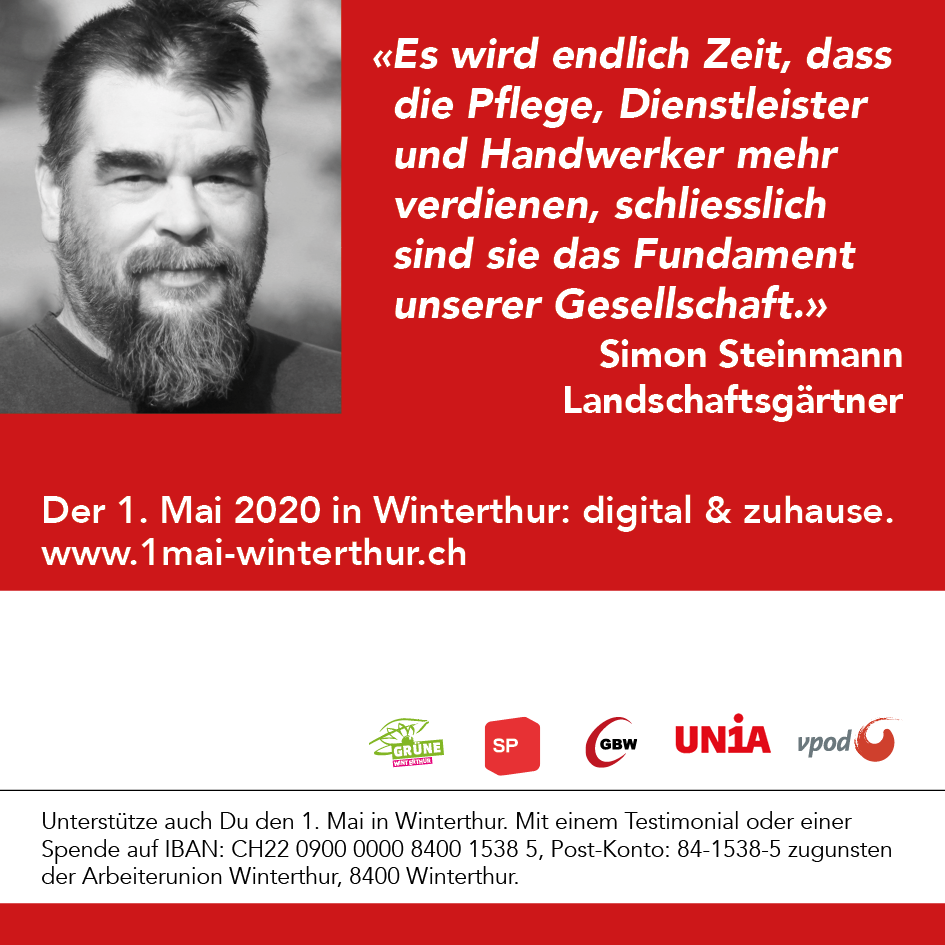 «Es wird endlich Zeit, dass
die Pflege, Dienstleister
und Handwerker mehr
verdienen, schliesslich
sind sie das Fundament
unserer Gesellschaft.»
Simon Steinmann
Landschaftsgärtner
Der 1. Mai 2020 in Winterthur: digital & zuhause.
www.1mai-winterthur.ch
GRÜNE
WINTERTHUR
SP
GBW
UNiA
vpod
Unterstütze auch Du den 1. Mai in Winterthur. Mit einem Testimonial oder einer
Spende auf IBAN: CH22 0900 0000 8400 1538 5, Post-Konto: 84-1538-5 zugunsten
der Arbeiterunion Winterthur, 8400 Winterthur.